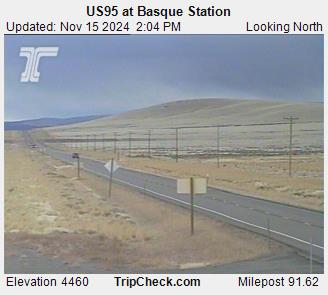 US95 at Basque Station
Updated: Nov 15 2024 2:04 PM Looking North
Elevation 4460 TripCheck.com Milepost 91.62